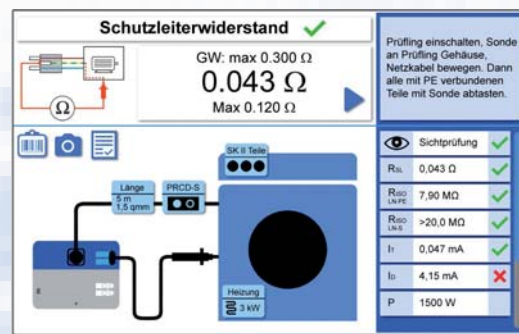 Schutzleiterwiderstand
GW: max 0.300 Ω
0.043 Ω
Max 0.120 Ω
Ω
Prüfling einschalten, Sonde
an Prüfling Gehäuse,
Netzkabel bewegen. Dann
alle mit PE verbundenen
Teile mit Sonde abtasten.
SK II Teile
Länge
5 m
1,5 qmm
PRCD-S
Heizung
3 kW
Sichtprüfung
RSL 0,043 Ω
RISO LN-PE 7,90 MΩ
RISO LN-S >20,0 MΩ
IT 0,047 mA
ID 4,15 mA
P 1500 W